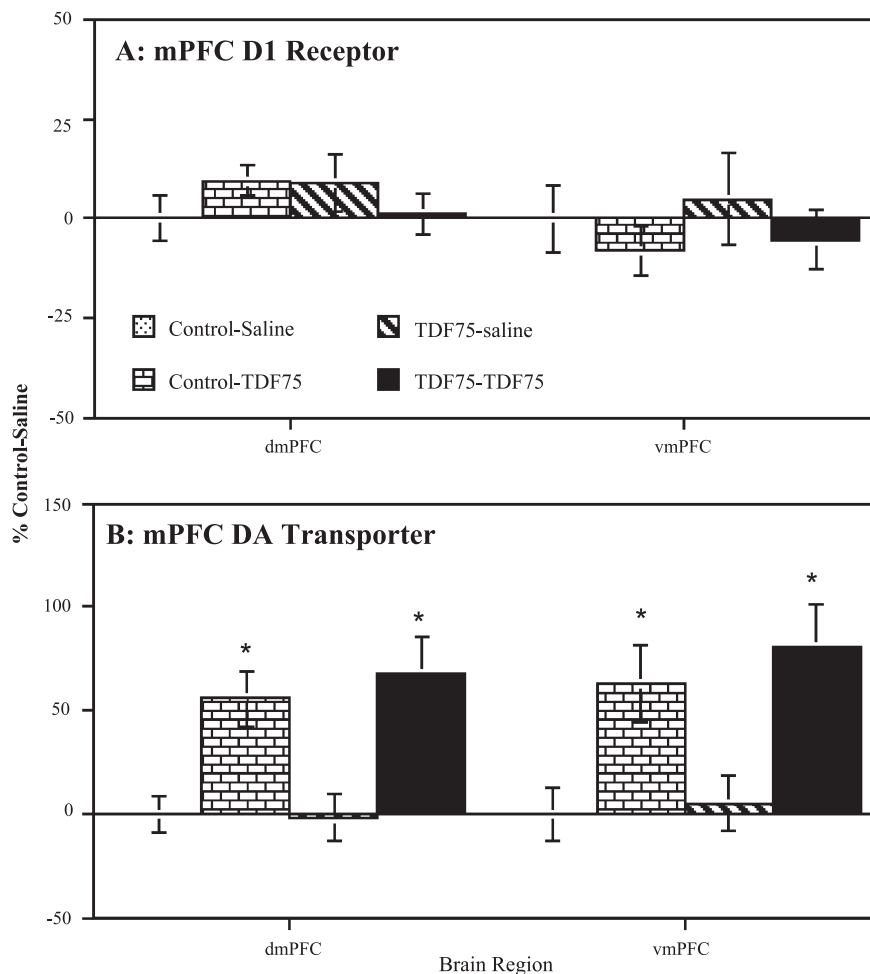 50
A: mPFC D1 Receptor
25
0
-25
Control-Saline
TDF75-saline
Control-TDF75
TDF75-TDF75
-50
dmPFC
vmPFC
% Control-Saline
150
B: mPFC DA Transporter
100
*
*
*
*
50
0
-50
dmPFC
vmPFC
Brain Region